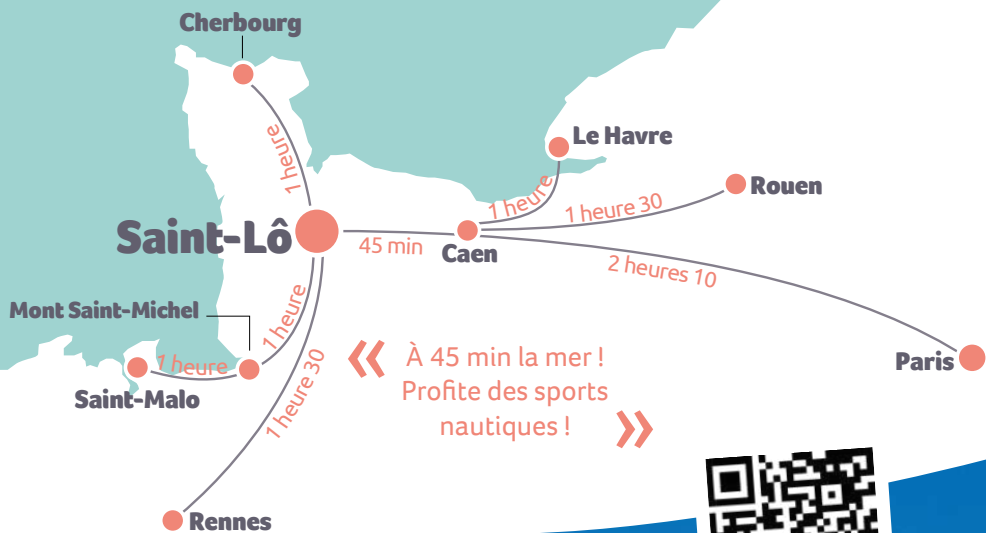 Cherbourg
1 heure
Le Havre
1 heure
Rouen
1 heure 30
Saint-Lô
45 min
Caen
2 heures 10
Mont Saint-Michel
1 heure
1 heure
Saint-Malo
1 heure 30
Paris
« À 45 min la mer !
Profite des sports
nautiques ! »
Rennes